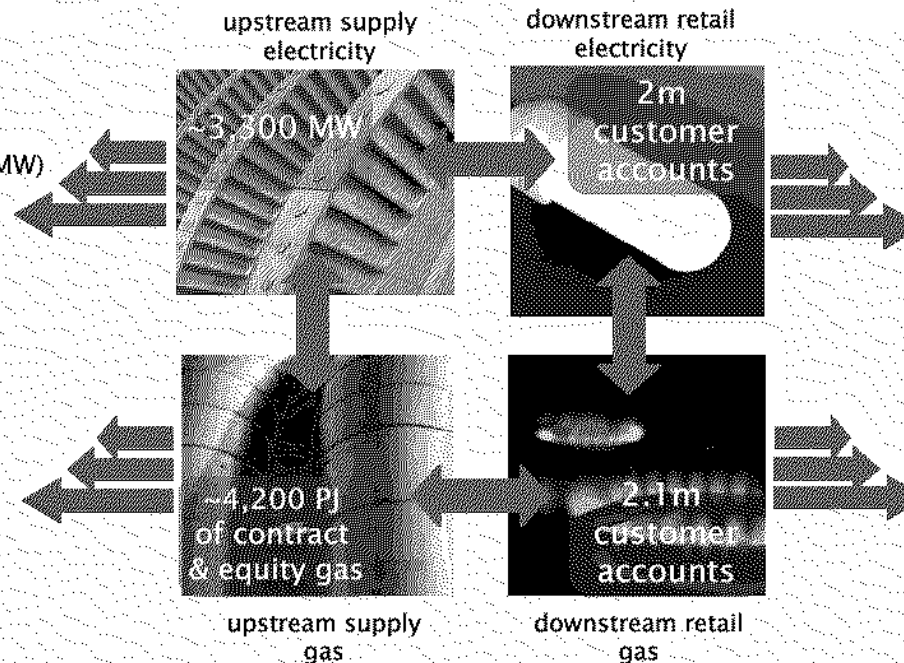 upstream supply
electricity
downstream retail
electricity
~3,300 MW
2m
customer
accounts
MW)
~4,200 PJ
of contract
& equity gas
2.1m
customer
accounts
upstream supply
gas
downstream retail
gas